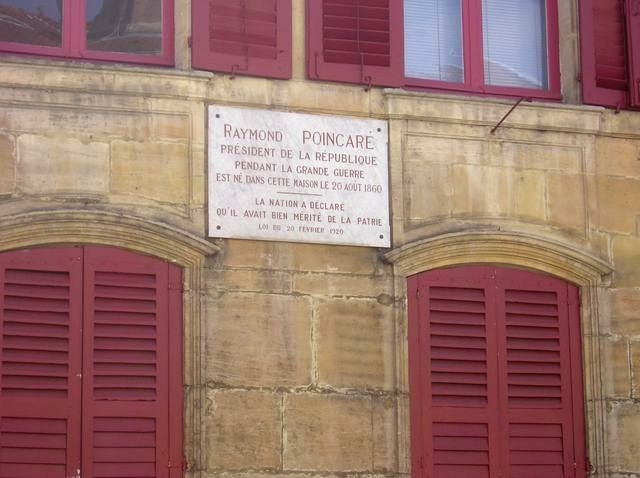 RAYMOND POINCARÉ
PRÉSIDENT DE LA RÉPUBLIQUE
PENDANT LA GRANDE GUERRE
EST NÉ DANS CETTE MAISON LE 20 AOÛT 1860
LA NATION A DÉCLARÉ
QU'IL AVAIT BIEN MÉRITÉ DE LA PATRIE
LOI DU 20 FÉVRIER 1920